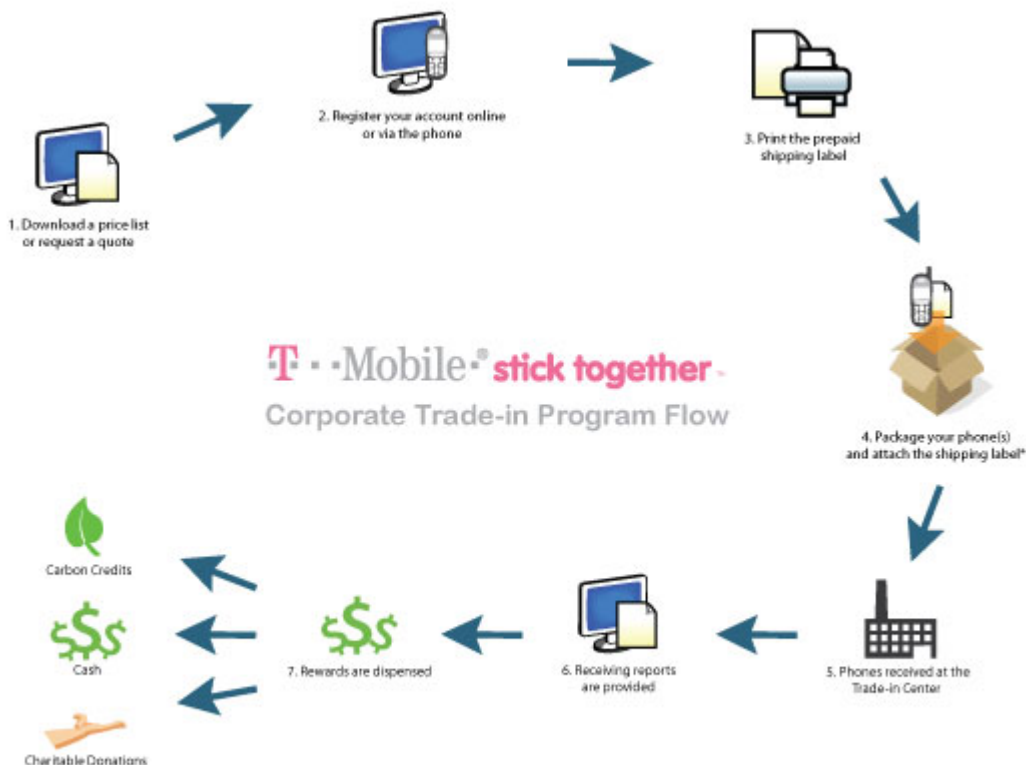 1. Download a price list
or request a quote
2. Register your account online
or via the phone
3. Print the prepaid
shipping label
4. Package your phone(s)
and attach the shipping label*
5. Phones received at the
Trade-in Center
6. Receiving reports
are provided
7. Rewards are dispensed
Carbon Credits
$$$
Cash
Charitable Donations
$$$
T··Mobile·® stick together™
Corporate Trade-in Program Flow